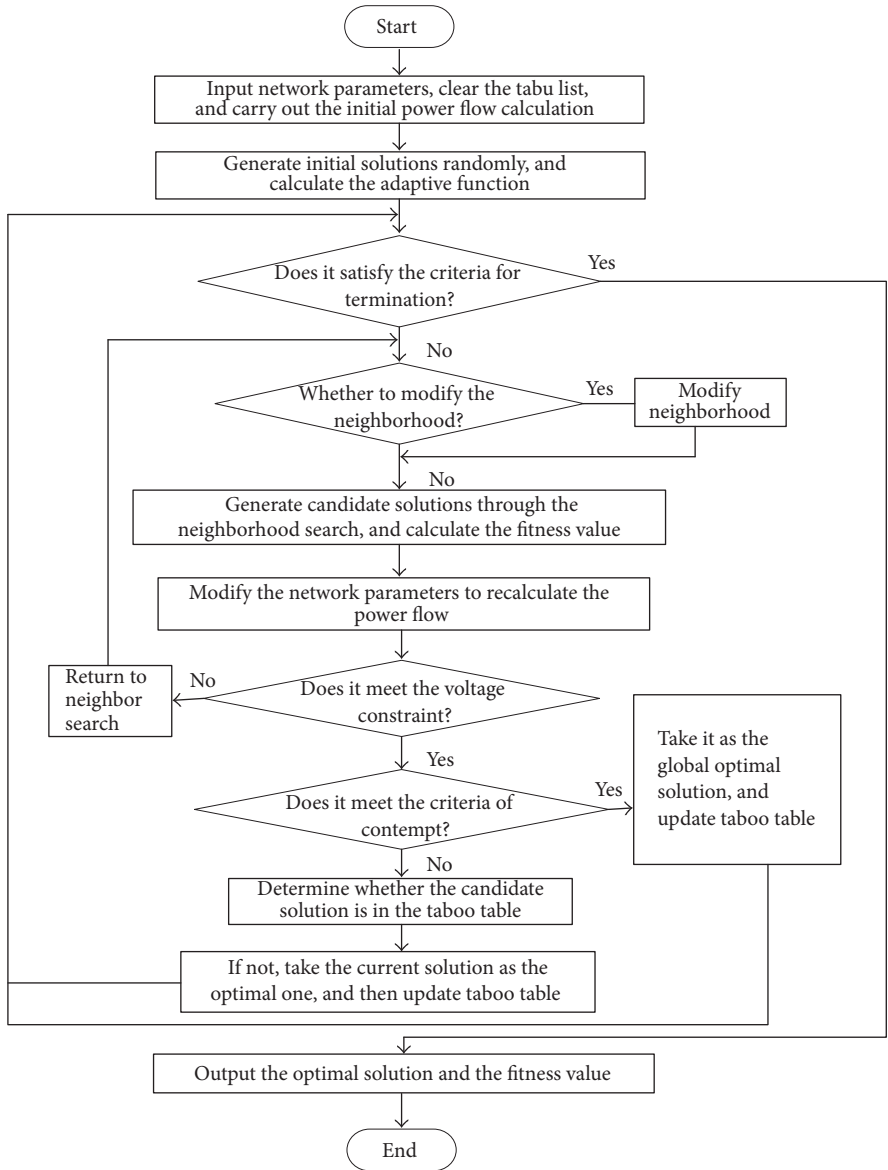 Start
Input network parameters, clear the tabu list,
and carry out the initial power flow calculation
Generate initial solutions randomly, and
calculate the adaptive function
Does it satisfy the criteria for
termination?
Yes
No
Whether to modify the
neighborhood?
Yes
Modify
neighborhood
No
Generate candidate solutions through the
neighborhood search, and calculate the fitness value
Modify the network parameters to recalculate the
power flow
Does it meet the voltage
constraint?
No
Return to
neighbor
search
Yes
Does it meet the criteria of
contempt?
Yes
Take it as the
global optimal
solution, and
update taboo table
No
Determine whether the candidate
solution is in the taboo table
If not, take the current solution as the
optimal one, and then update taboo table
Output the optimal solution and the fitness value
End